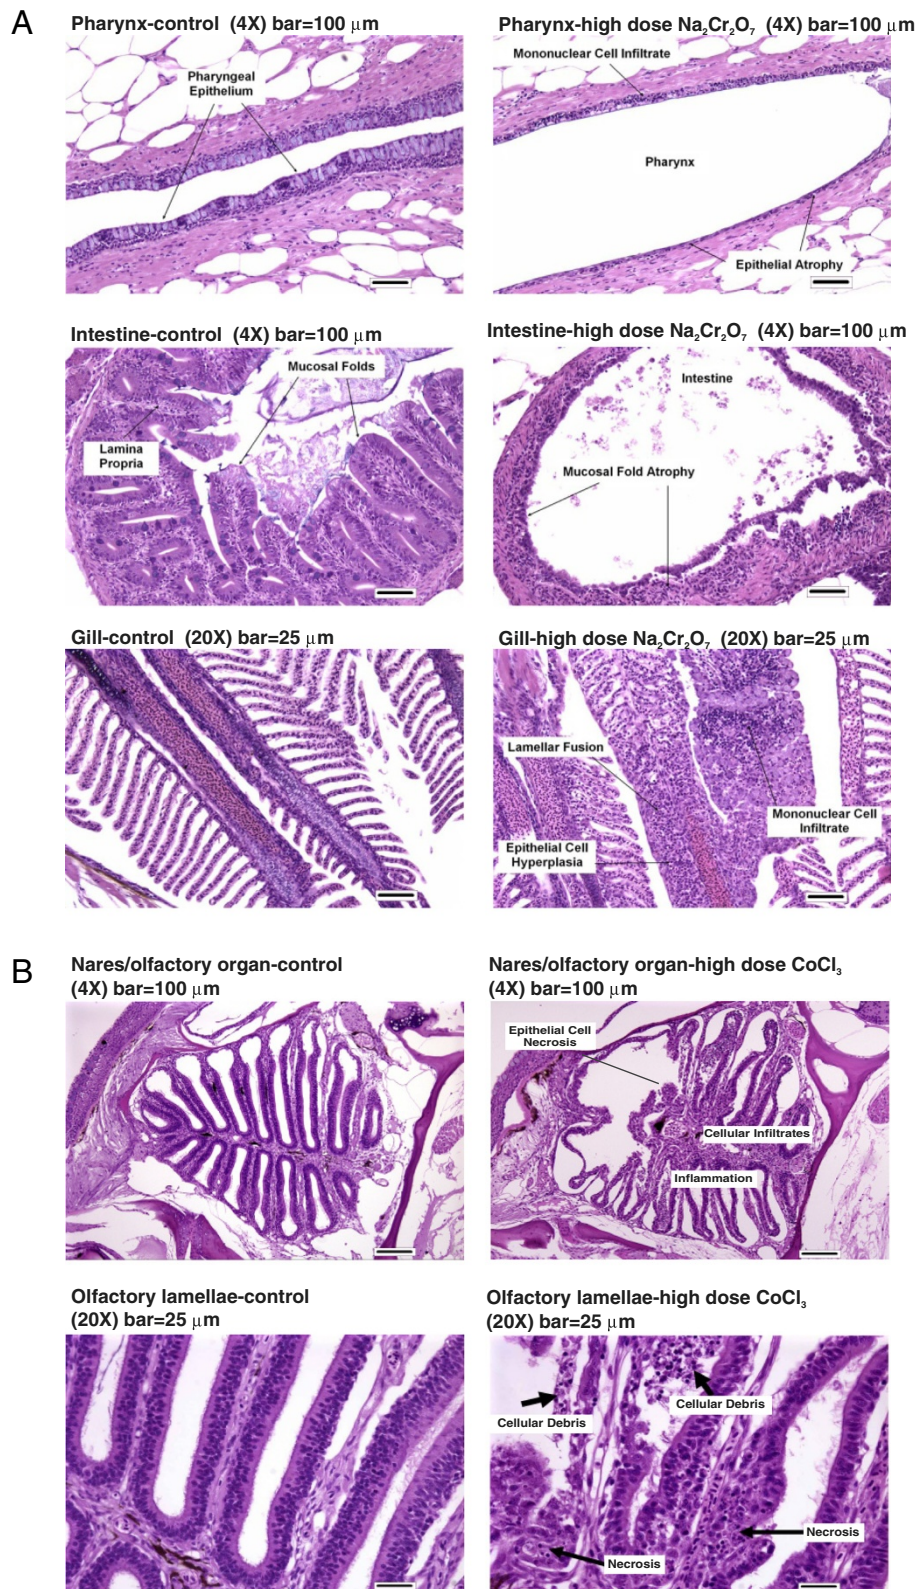 A
Pharynx-control (4X) bar=100 μm
Pharyngeal
Epithelium
Pharynx-high dose Na₂Cr₂O₇ (4X) bar=100 μm
Mononuclear Cell Infiltrate
Pharynx
Epithelial Atrophy
Intestine-control (4X) bar=100 μm
Mucosal Folds
Lamina
Propria
Intestine-high dose Na₂Cr₂O₇ (4X) bar=100 μm
Intestine
Mucosal Fold Atrophy
Gill-control (20X) bar=25 μm
Gill-high dose Na₂Cr₂O₇ (20X) bar=25 μm
Lamellar Fusion
Mononuclear Cell
Infiltrate
Epithelial Cell
Hyperplasia
B
Nares/olfactory organ-control
(4X) bar=100 μm
Nares/olfactory organ-high dose CoCl₃
(4X) bar=100 μm
Epithelial Cell
Necrosis
Cellular Infiltrates
Inflammation
Olfactory lamellae-control
(20X) bar=25 μm
Olfactory lamellae-high dose CoCl₃
(20X) bar=25 μm
Cellular Debris
Cellular Debris
Necrosis
Necrosis